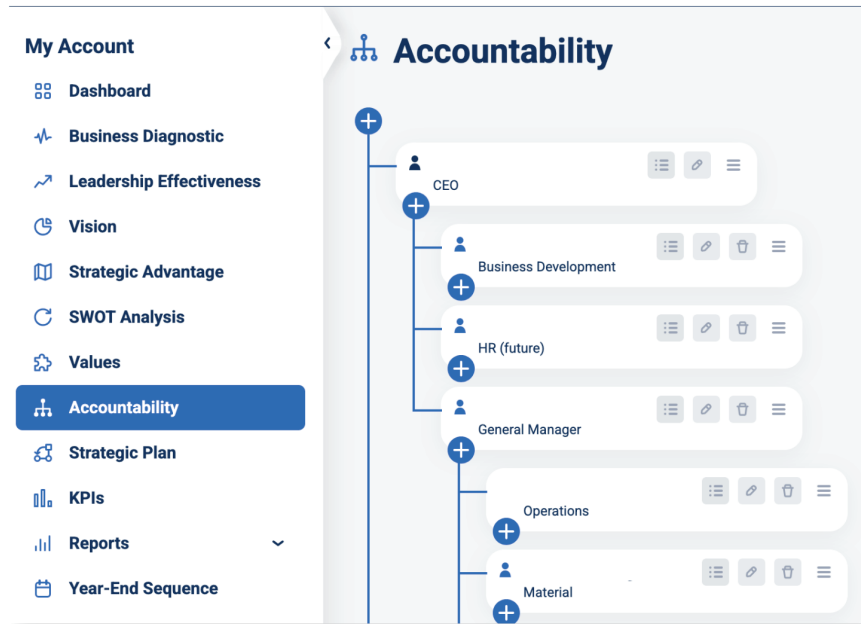 My Account
Dashboard
Business Diagnostic
Leadership Effectiveness
Vision
Strategic Advantage
SWOT Analysis
Values
Accountability
Strategic Plan
KPIs
Reports
Year-End Sequence
Accountability
CEO
Business Development
HR (future)
General Manager
Operations
Material